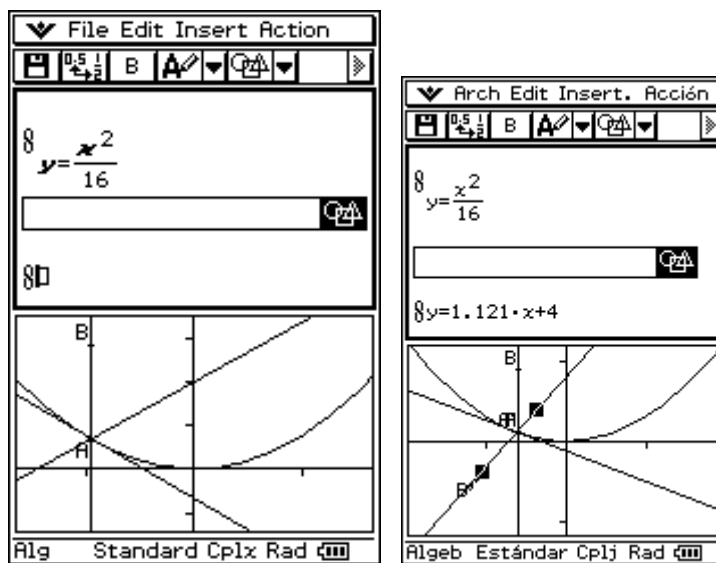 File Edit Insert Action
0.5 1 2 B A
y=x²/16
B
A
Alg Standard Cplx Rad
Arch Edit Insert. Acción
0.5 1 2 B A
y=x²/16
y=1.121·x+4
B
A
B'
Algeb Estándar Cplj Rad